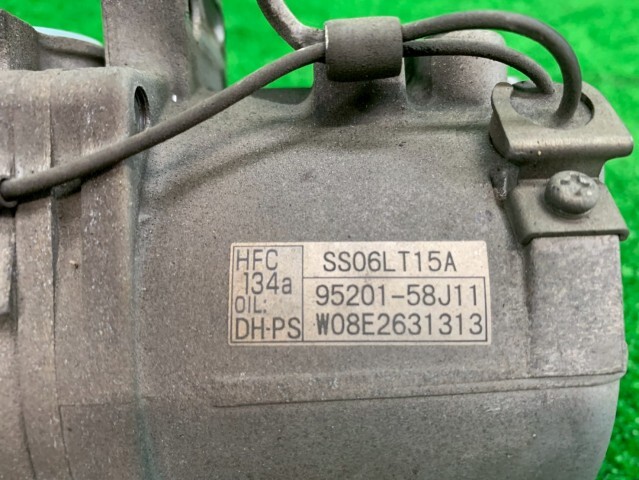 HFC
134a
OIL:
DH-PS
SS06LT15A
95201-58J11
W08E2631313